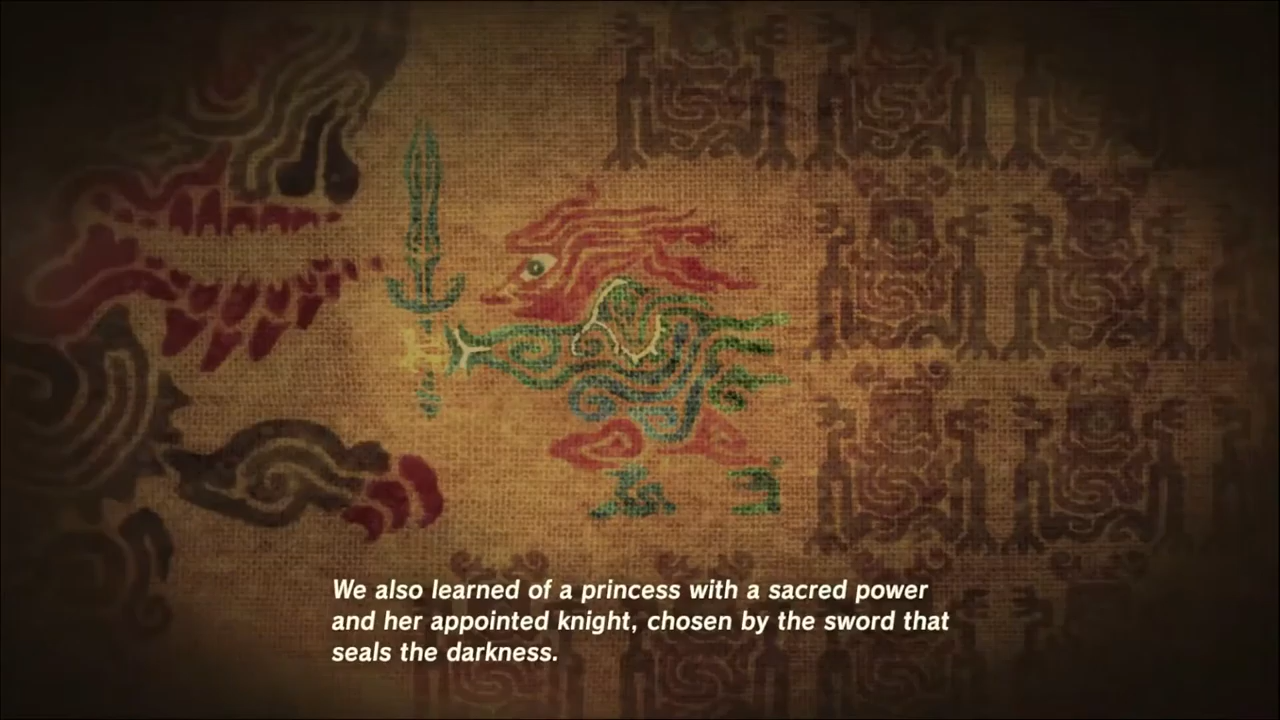 We also learned of a princess with a sacred power
and her appointed knight, chosen by the sword that
seals the darkness.